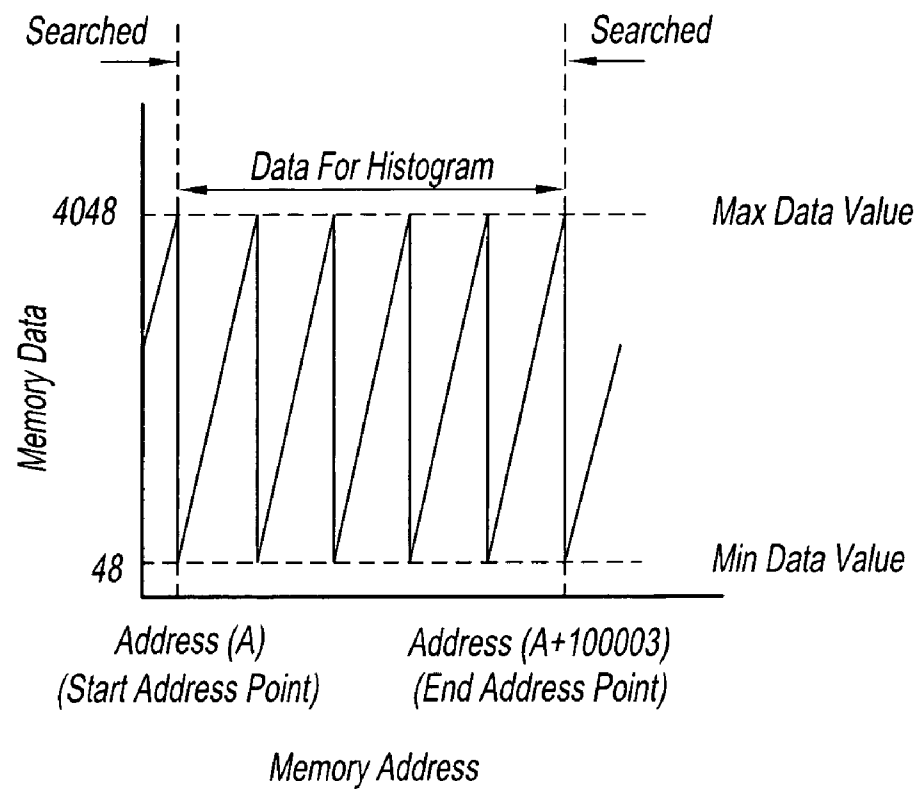 Searched
Searched
Data For Histogram
4048
Max Data Value
Memory Data
48
Min Data Value
Address (A)
(Start Address Point)
Address (A+100003)
(End Address Point)
Memory Address